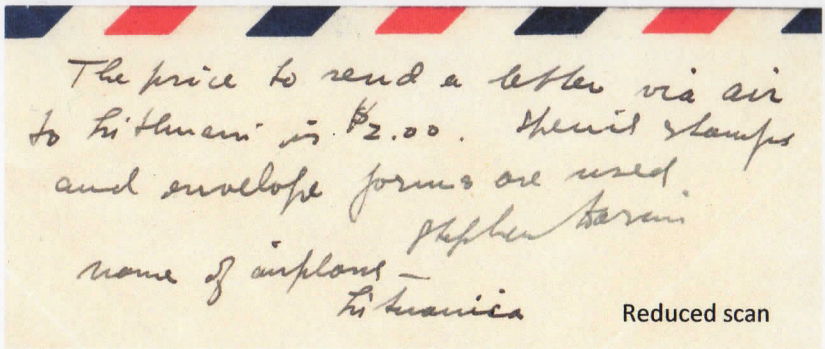 The price to send a letter via air
to Lithuani is $2.00. Special stamps
and envelope forms are used
Stephen Darius
name of airplane –
Lituanica
Reduced scan